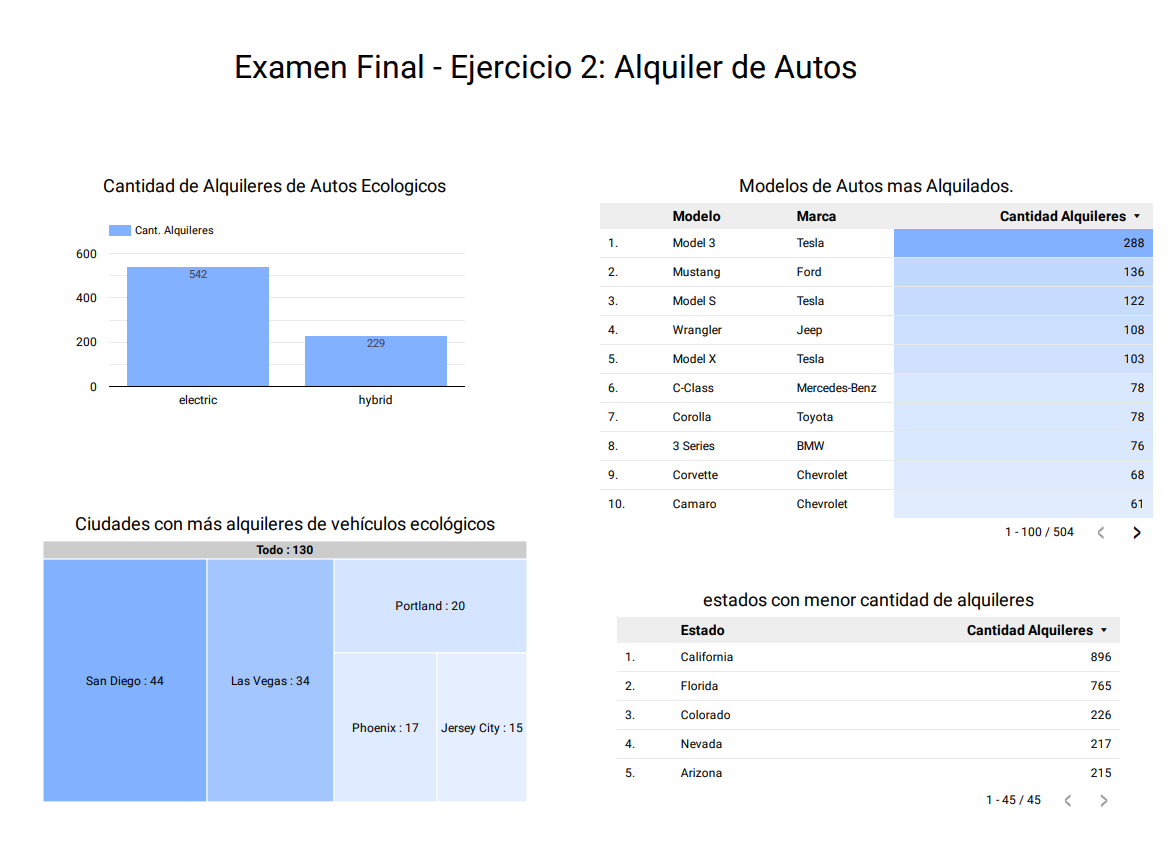 Examen Final - Ejercicio 2: Alquiler de Autos
Cantidad de Alquileres de Autos Ecologicos
Cant. Alquileres
600
400
200
0
542
229
electric
hybrid
Modelos de Autos mas Alquilados.
Modelo Marca Cantidad Alquileres
1. Model 3 Tesla 288
2. Mustang Ford 136
3. Model S Tesla 122
4. Wrangler Jeep 108
5. Model X Tesla 103
6. C-Class Mercedes-Benz 78
7. Corolla Toyota 78
8. 3 Series BMW 76
9. Corvette Chevrolet 68
10. Camaro Chevrolet 61
1 - 100 / 504
Ciudades con más alquileres de vehículos ecológicos
Todo : 130
San Diego : 44
Las Vegas : 34
Portland : 20
Phoenix : 17
Jersey City : 15
estados con menor cantidad de alquileres
Estado Cantidad Alquileres
1. California 896
2. Florida 765
3. Colorado 226
4. Nevada 217
5. Arizona 215
1 - 45 / 45